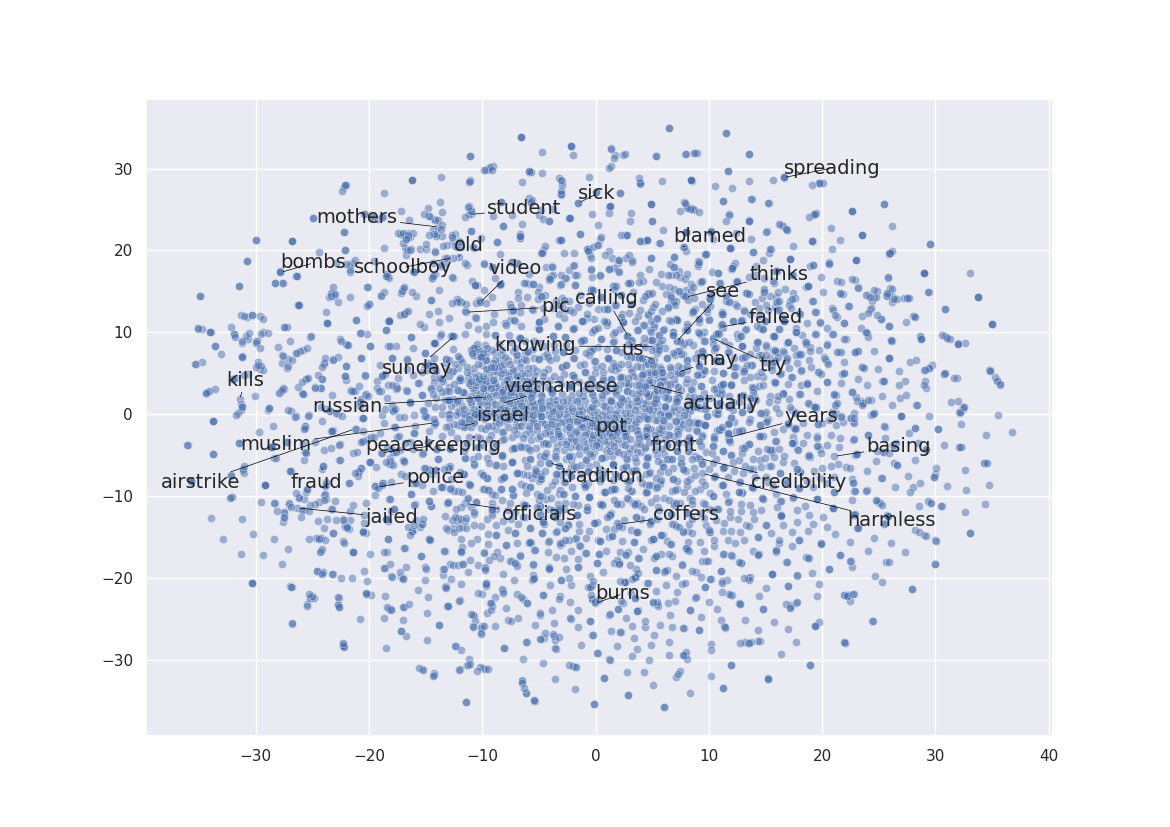 30
20
10
0
−10
−20
−30
−30
−20
−10
0
10
20
30
40
spreading
sick
student
mothers
blamed
old
bombs
schoolboy
video
thinks
see
pic
calling
failed
knowing
us
may
try
sunday
kills
vietnamese
russian
actually
israel
years
pot
muslim
peacekeeping
front
basing
airstrike
fraud
police
tradition
credibility
jailed
officials
coffers
harmless
burns